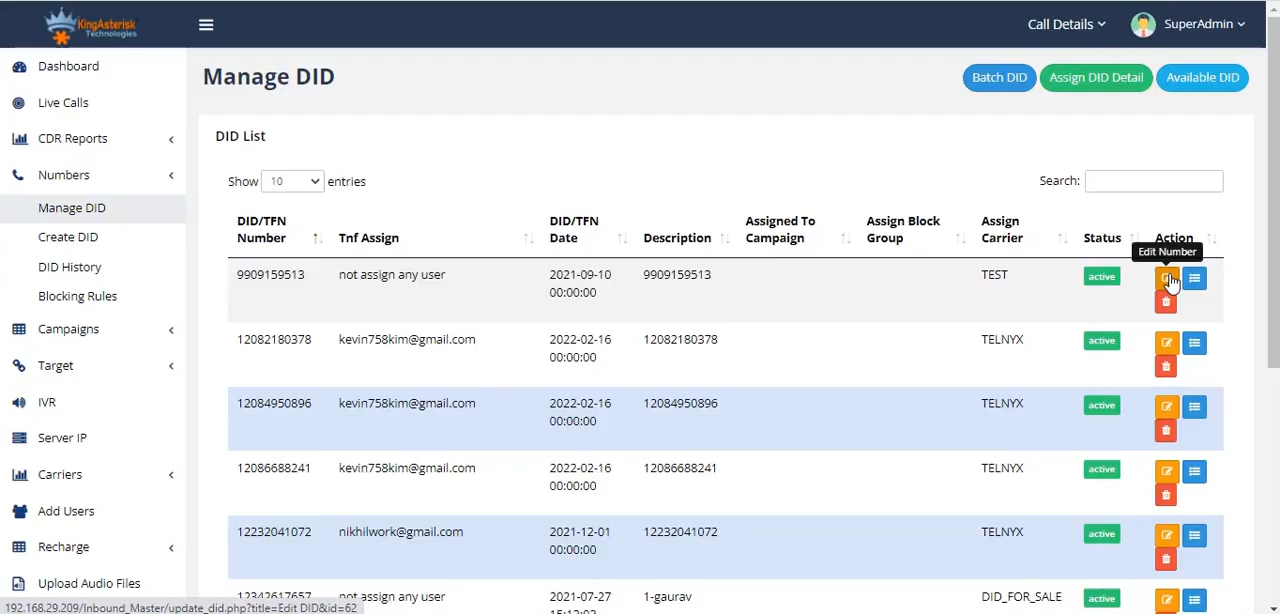 KingAsterisk
Technologies
Call Details
SuperAdmin
Dashboard
Live Calls
CDR Reports
Numbers
Manage DID
Create DID
DID History
Blocking Rules
Campaigns
Target
IVR
Server IP
Carriers
Add Users
Recharge
Upload Audio Files
Manage DID
Batch DID
Assign DID Detail
Available DID
DID List
Show 10 entries
Search:
DID/TFN Number
Tnf Assign
DID/TFN Date
Description
Assigned To Campaign
Assign Block Group
Assign Carrier
Status
Action
Edit Number
9909159513 not assign any user 2021-09-10 9909159513 TEST active
00:00:00
12082180378 kevin758kim@gmail.com 2022-02-16 12082180378 TELNYX active
00:00:00
12084950896 kevin758kim@gmail.com 2022-02-16 12084950896 TELNYX active
00:00:00
12086688241 kevin758kim@gmail.com 2022-02-16 12086688241 TELNYX active
00:00:00
12232041072 nikhilwork@gmail.com 2021-12-01 12232041072 TELNYX active
00:00:00
12342617657 not assign any user 2021-07-27 1-gaurav DID_FOR_SALE active
192.168.29.209/Inbound_Master/update_did.php?title=Edit DID&id=62